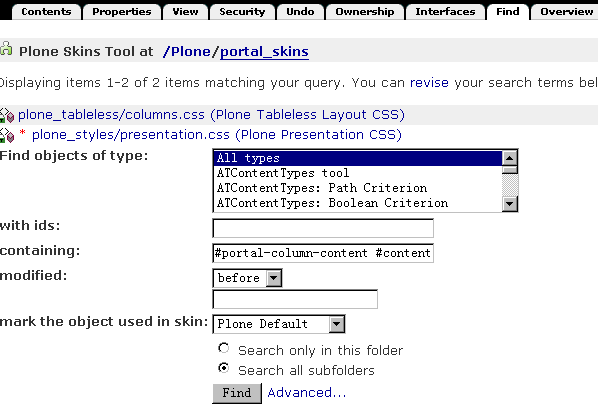 Contents Properties View Security Undo Ownership Interfaces Find Overview
Plone Skins Tool at /Plone/portal_skins
Displaying items 1-2 of 2 items matching your query. You can revise your search terms bel
plone_tableless/columns.css (Plone Tableless Layout CSS)
* plone_styles/presentation.css (Plone Presentation CSS)
Find objects of type:
All types
ATContentTypes tool
ATContentTypes: Path Criterion
ATContentTypes: Boolean Criterion
with ids:
containing: #portal-column-content #content
modified: before
mark the object used in skin: Plone Default
Search only in this folder
Search all subfolders
Find Advanced...